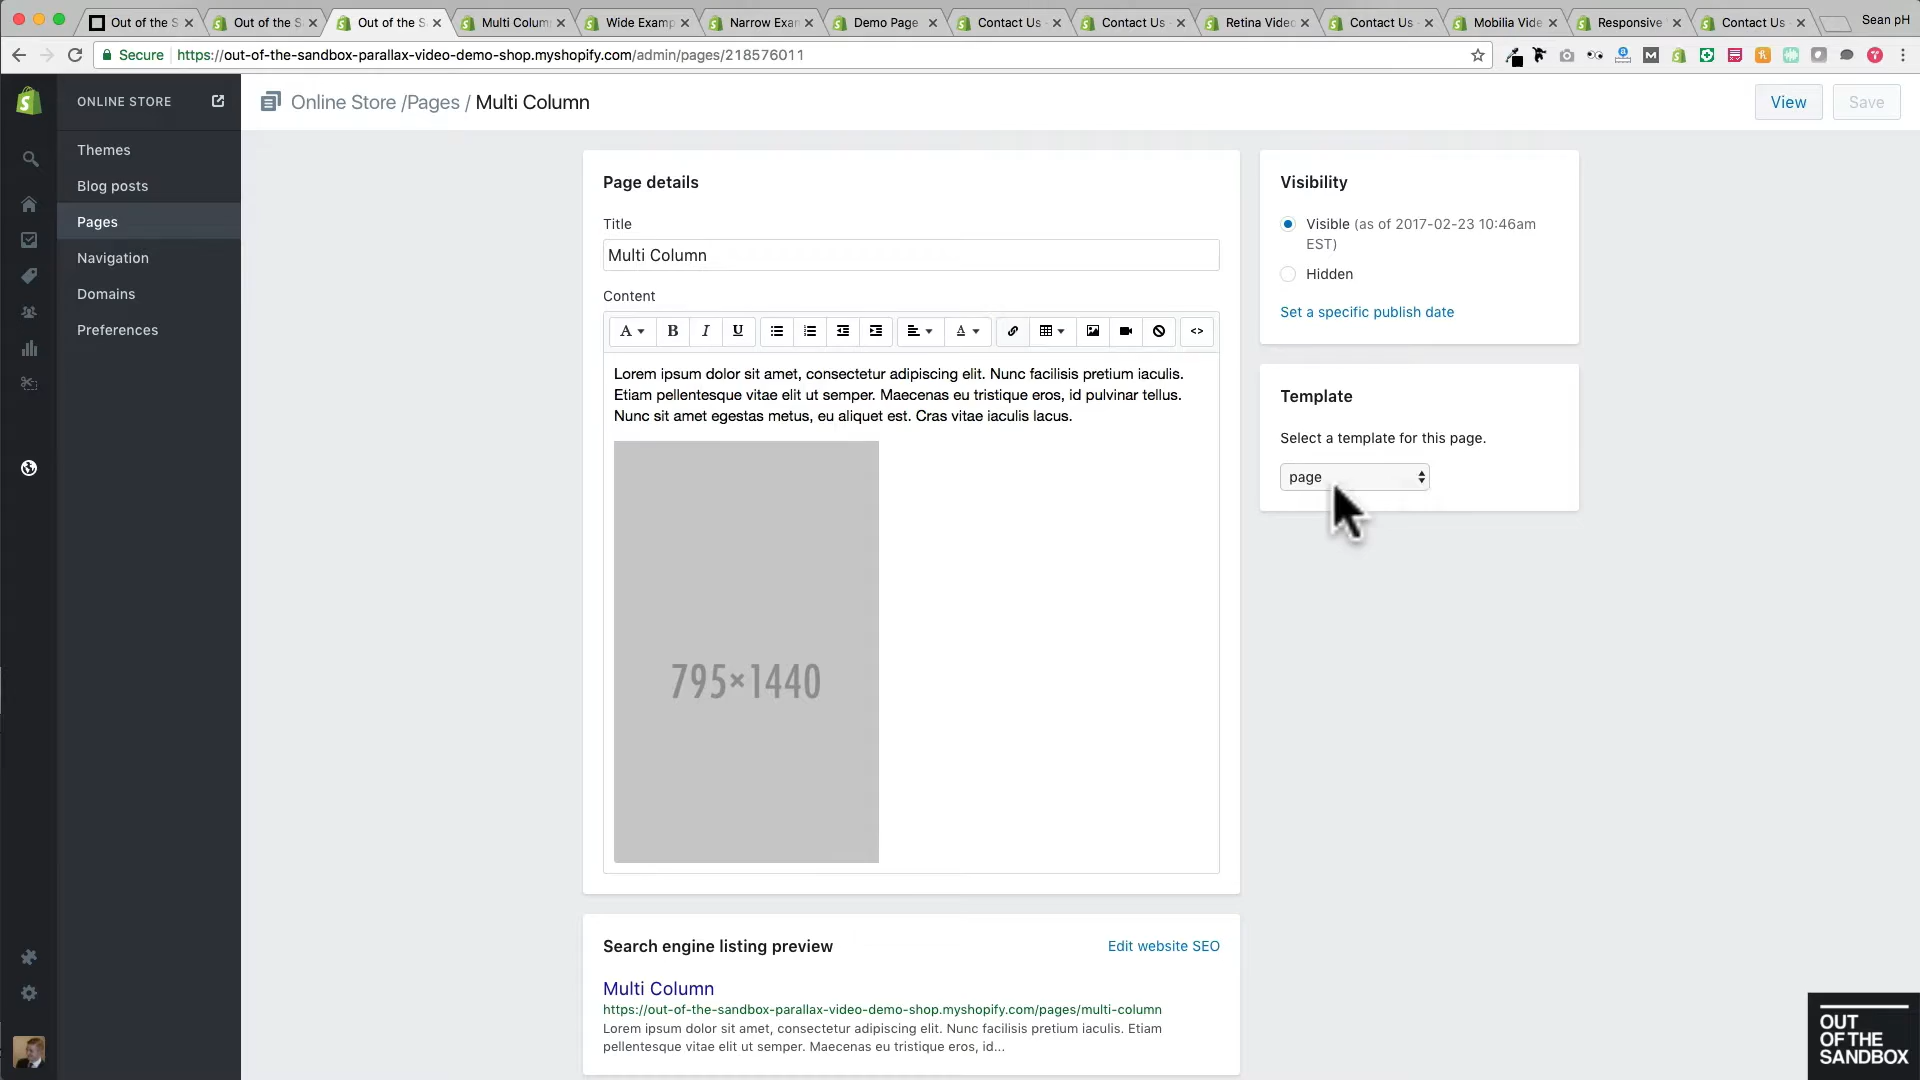 Out of the S
Out of the S
Out of the S
Multi Colum
Wide Examp
Narrow Exar
Demo Page
Contact Us
Contact Us
Retina Video
Contact Us
Mobilia Vide
Responsive
Contact Us
Sean pH
Secure https://out-of-the-sandbox-parallax-video-demo-shop.myshopify.com/admin/pages/218576011
ONLINE STORE
Online Store /Pages / Multi Column
View
Save
Themes
Blog posts
Pages
Navigation
Domains
Preferences
Page details
Title
Multi Column
Content
A B I U A <>
Lorem ipsum dolor sit amet, consectetur adipiscing elit. Nunc facilisis pretium iaculis.
Etiam pellentesque vitae elit ut semper. Maecenas eu tristique eros, id pulvinar tellus.
Nunc sit amet egestas metus, eu aliquet est. Cras vitae iaculis lacus.
795×1440
Visibility
Visible (as of 2017-02-23 10:46am
EST)
Hidden
Set a specific publish date
Template
Select a template for this page.
page
Search engine listing preview
Edit website SEO
Multi Column
https://out-of-the-sandbox-parallax-video-demo-shop.myshopify.com/pages/multi-column
Lorem ipsum dolor sit amet, consectetur adipiscing elit. Nunc facilisis pretium iaculis. Etiam
pellentesque vitae elit ut semper. Maecenas eu tristique eros, id...
OUT
OF THE
SANDBOX